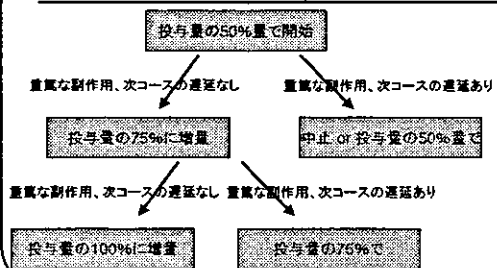 投与量の50%量で開始
重篤な副作用、次コースの遅延なし
重篤な副作用、次コースの遅延あり
投与量の75%に増量
中止 or 投与量の50%量で
重篤な副作用、次コースの遅延なし
重篤な副作用、次コースの遅延あり
投与量の100%に増量
投与量の75%で